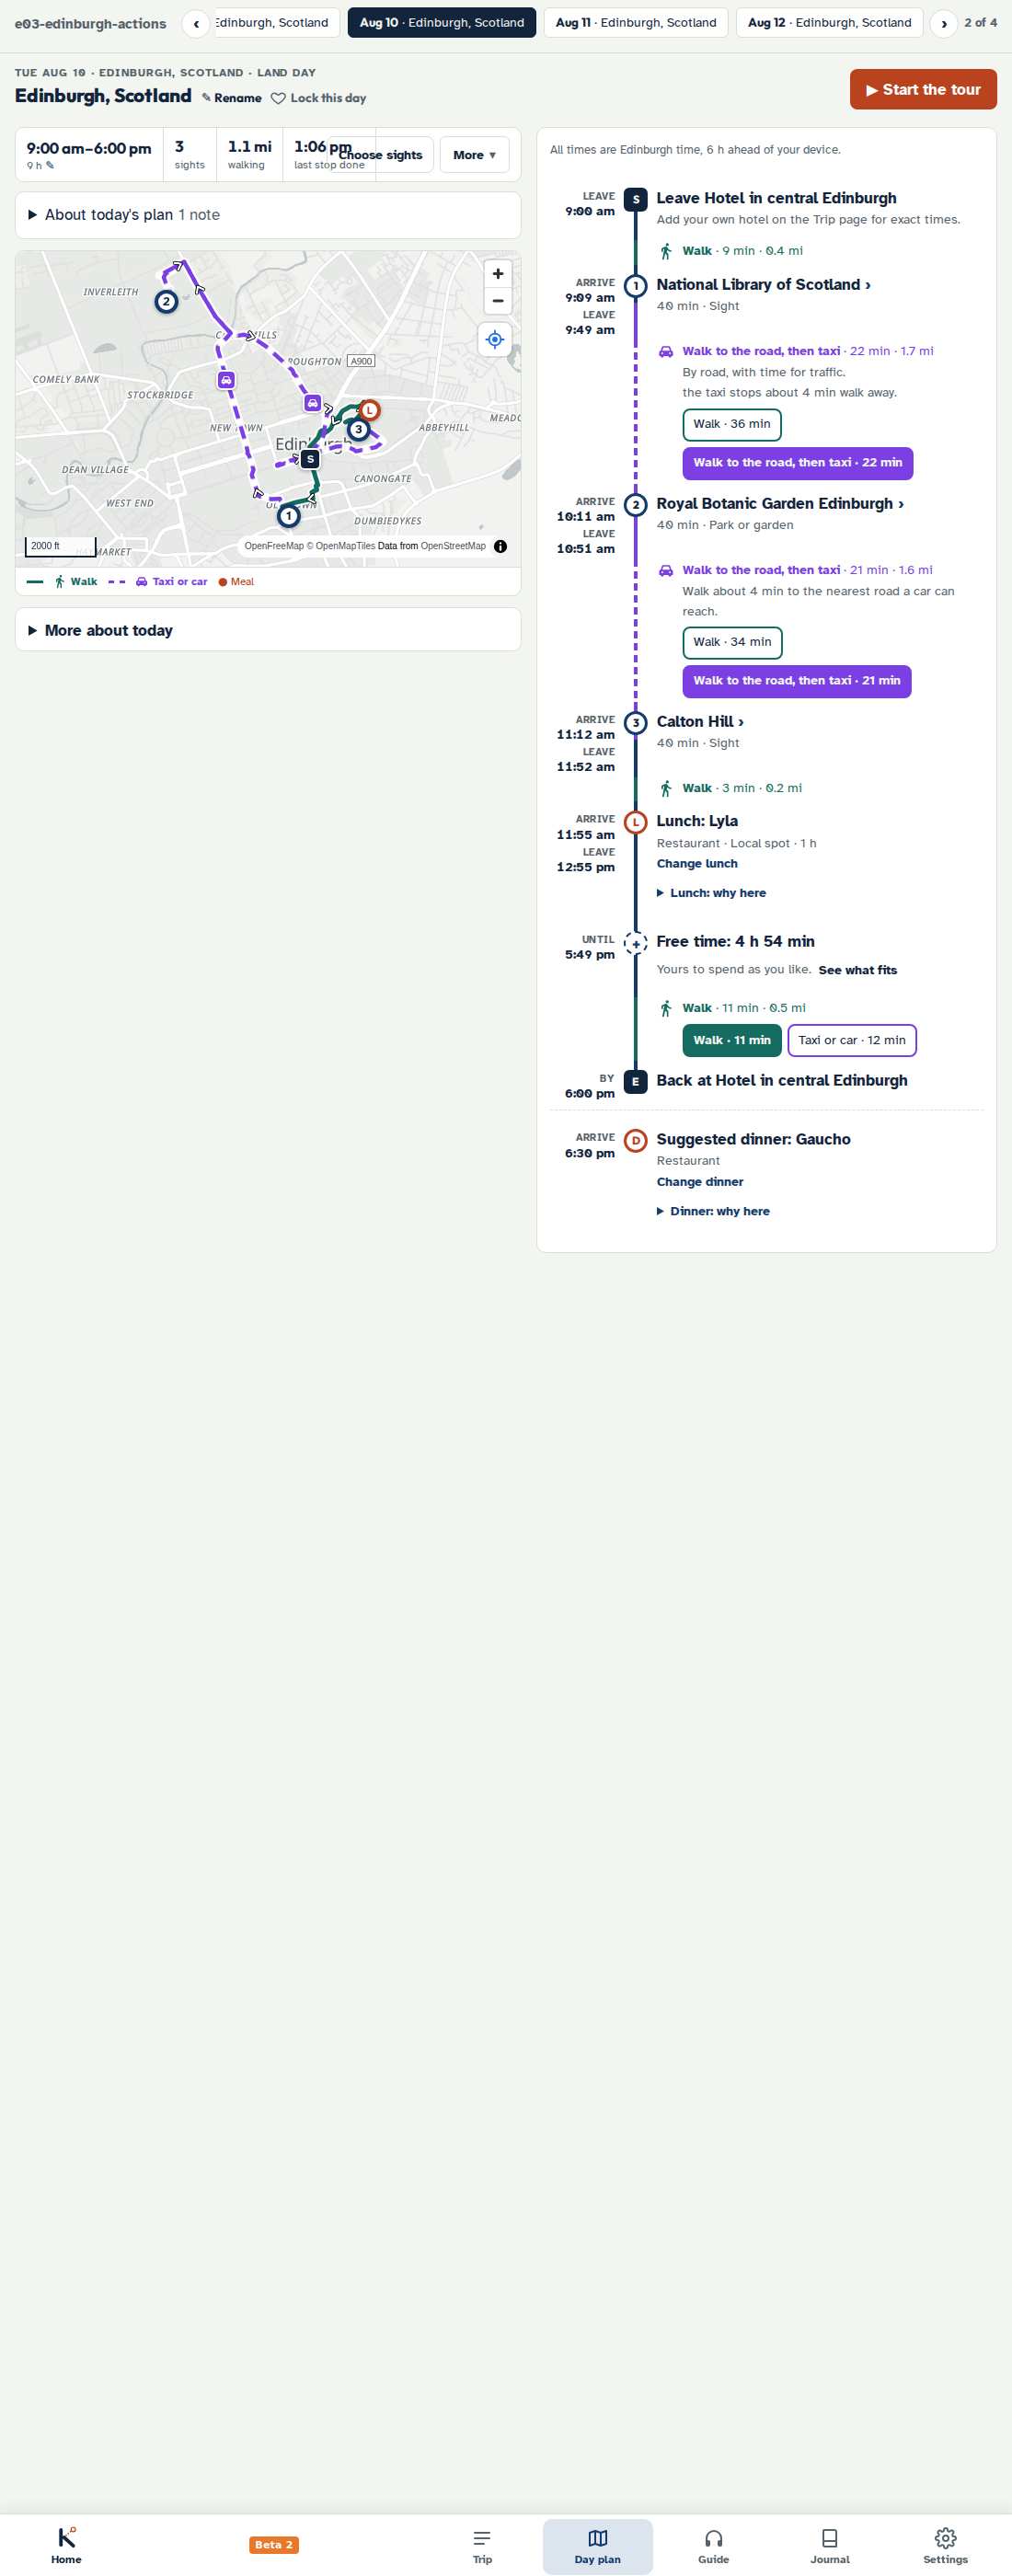 e03-edinburgh-actions
‹
Edinburgh, Scotland
Aug 10 · Edinburgh, Scotland
Aug 11 · Edinburgh, Scotland
Aug 12 · Edinburgh, Scotland
›
2 of 4
TUE AUG 10 · EDINBURGH, SCOTLAND · LAND DAY
Edinburgh, Scotland
✎ Rename
Lock this day
▶ Start the tour
9:00 am–6:00 pm
9 h ✎
3
sights
1.1 mi
walking
1:06 pm
last stop done
Choose sights
More ▾
▶ About today's plan 1 note
INVERLEITH
2
A900
COMELY BANK
STOCKBRIDGE
L
3
ABBEYHILL
S
DEAN VILLAGE
CANONGATE
WEST END
1
DUMBIEDYKES
2000 ft
OpenFreeMap © OpenMapTiles Data from OpenStreetMap
+
−
Walk
Taxi or car
Meal
▶ More about today
All times are Edinburgh time, 6 h ahead of your device.
LEAVE
9:00 am
S
Leave Hotel in central Edinburgh
Add your own hotel on the Trip page for exact times.
Walk · 9 min · 0.4 mi
ARRIVE
9:09 am
LEAVE
9:49 am
1
National Library of Scotland ›
40 min · Sight
Walk to the road, then taxi · 22 min · 1.7 mi
By road, with time for traffic.
the taxi stops about 4 min walk away.
Walk · 36 min
Walk to the road, then taxi · 22 min
ARRIVE
10:11 am
LEAVE
10:51 am
2
Royal Botanic Garden Edinburgh ›
40 min · Park or garden
Walk to the road, then taxi · 21 min · 1.6 mi
Walk about 4 min to the nearest road a car can
reach.
Walk · 34 min
Walk to the road, then taxi · 21 min
ARRIVE
11:12 am
LEAVE
11:52 am
3
Calton Hill ›
40 min · Sight
Walk · 3 min · 0.2 mi
ARRIVE
11:55 am
LEAVE
12:55 pm
L
Lunch: Lyla
Restaurant · Local spot · 1 h
Change lunch
▶ Lunch: why here
UNTIL
5:49 pm
+
Free time: 4 h 54 min
Yours to spend as you like. See what fits
Walk · 11 min · 0.5 mi
Walk · 11 min
Taxi or car · 12 min
BY
6:00 pm
E
Back at Hotel in central Edinburgh
ARRIVE
6:30 pm
D
Suggested dinner: Gaucho
Restaurant
Change dinner
▶ Dinner: why here
Home
Beta 2
Trip
Day plan
Guide
Journal
Settings